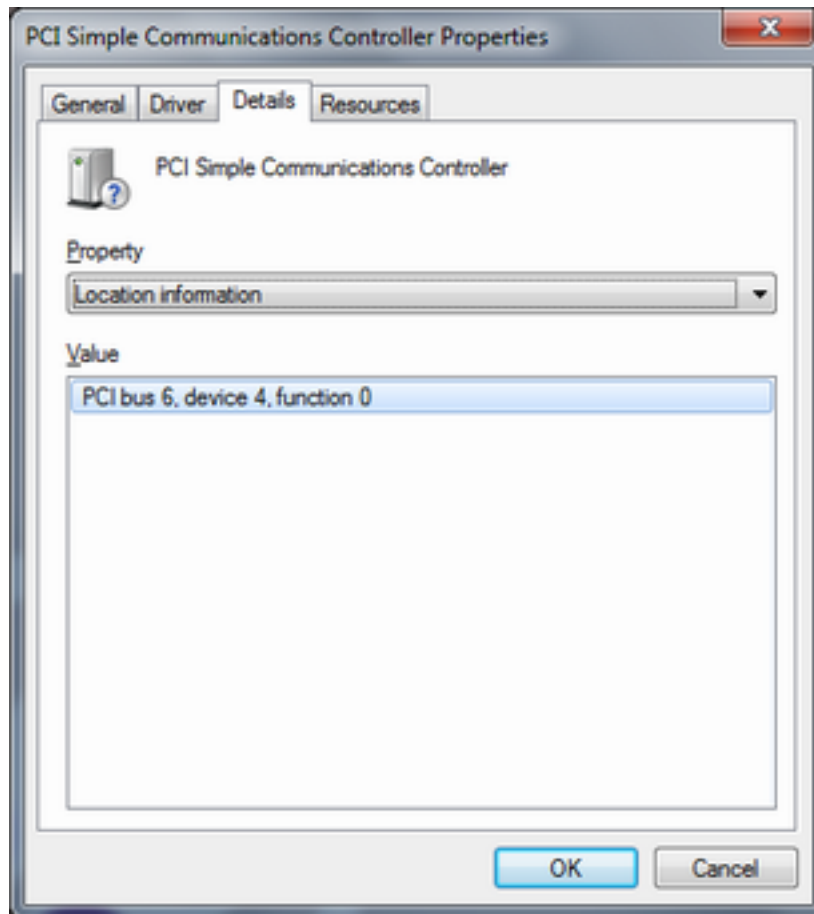 PCI Simple Communications Controller Properties
General Driver Details Resources
PCI Simple Communications Controller
Property
Location information
Value
PCI bus 6, device 4, function 0
OK Cancel